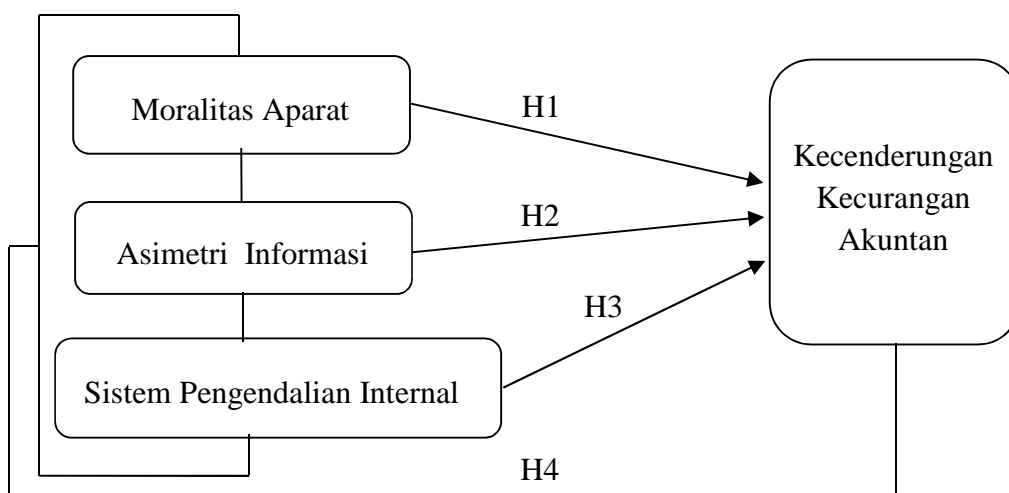 Moralitas Aparat
H1
Kecenderungan
Kecurangan
Akuntan
Asimetri Informasi
H2
H3
Sistem Pengendalian Internal
H4